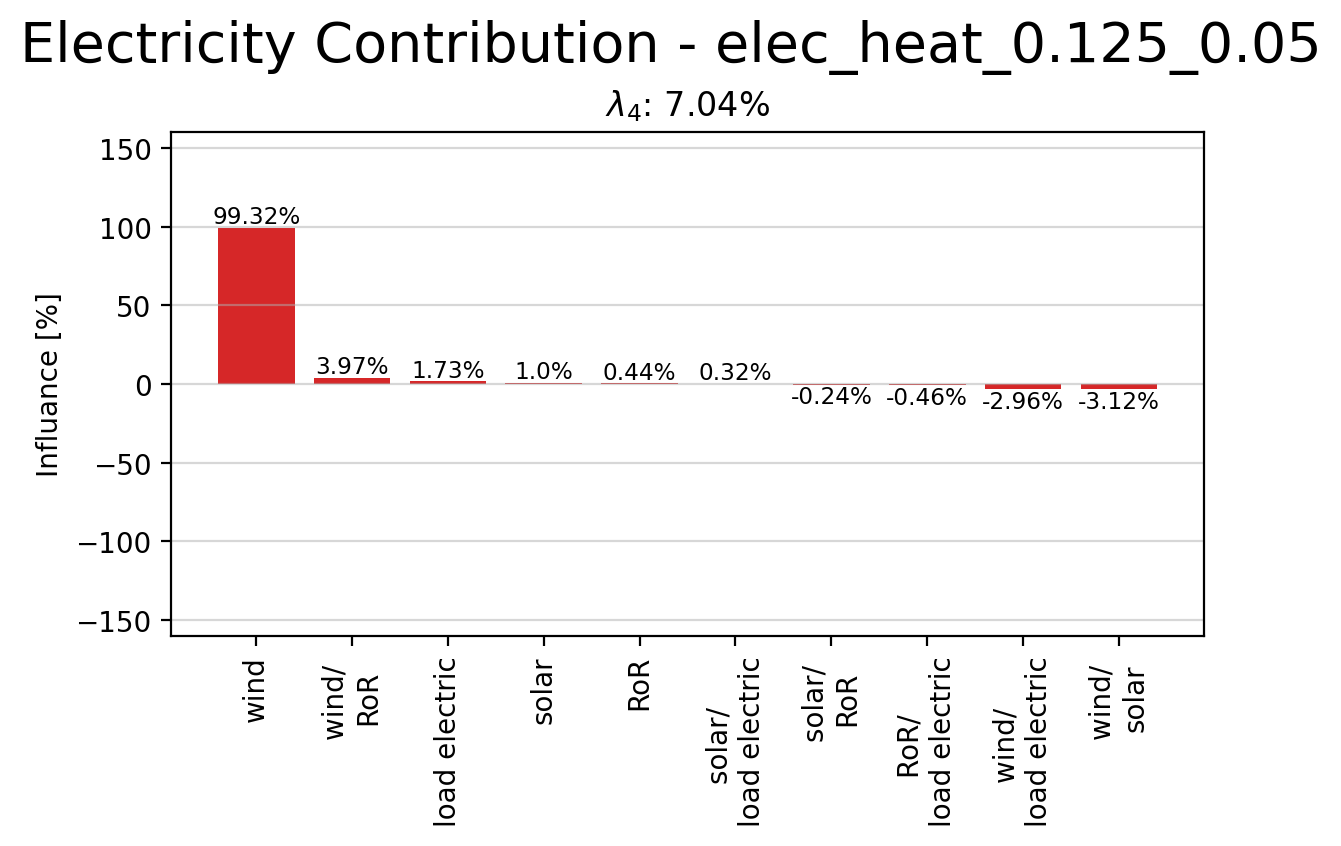 Electricity Contribution - elec_heat_0.125_0.05
λ4: 7.04%
150
100
50
0
−50
−100
−150
Influance [%]
99.32%
3.97%
1.73%
1.0%
0.44%
0.32%
-0.24%
-0.46%
-2.96%
-3.12%
wind
wind/
RoR
load electric
solar
RoR
solar/
load electric
solar/
RoR
RoR/
load electric
wind/
load electric
wind/
solar